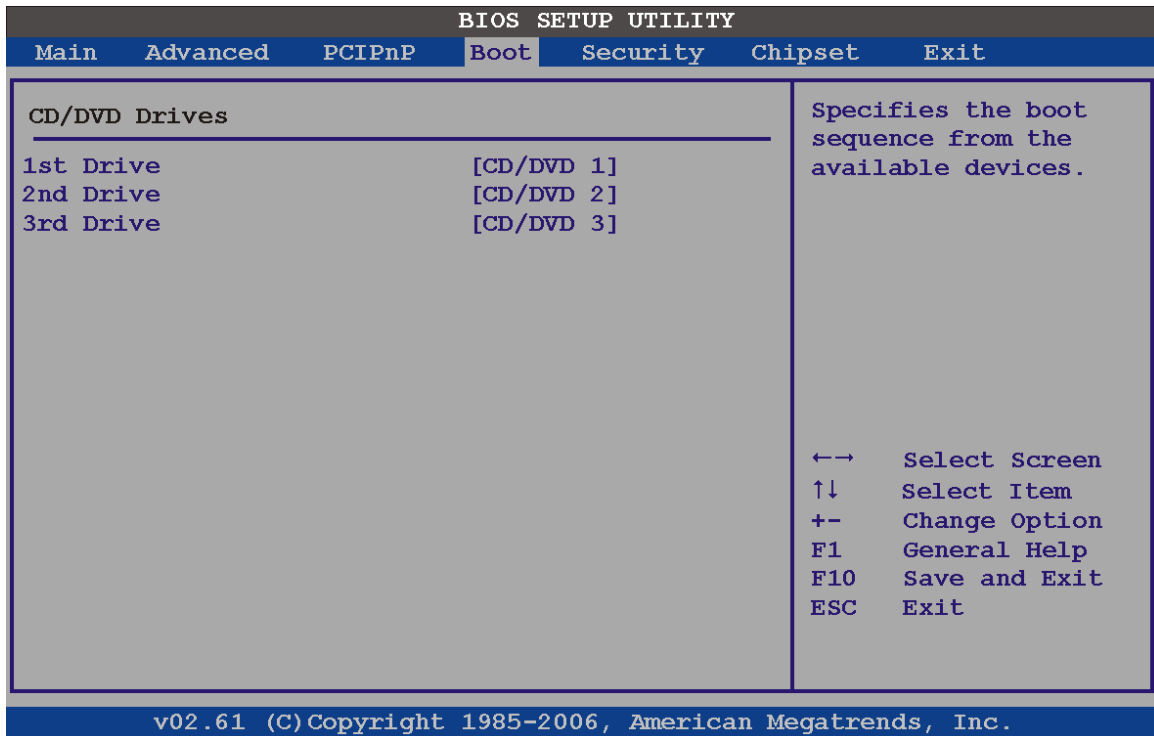 BIOS SETUP UTILITY
Main Advanced PCIPnP Boot Security Chipset Exit
CD/DVD Drives
1st Drive [CD/DVD 1]
2nd Drive [CD/DVD 2]
3rd Drive [CD/DVD 3]
Specifies the boot
sequence from the
available devices.
←→ Select Screen
↑↓ Select Item
+- Change Option
F1 General Help
F10 Save and Exit
ESC Exit
v02.61 (C)Copyright 1985-2006, American Megatrends, Inc.